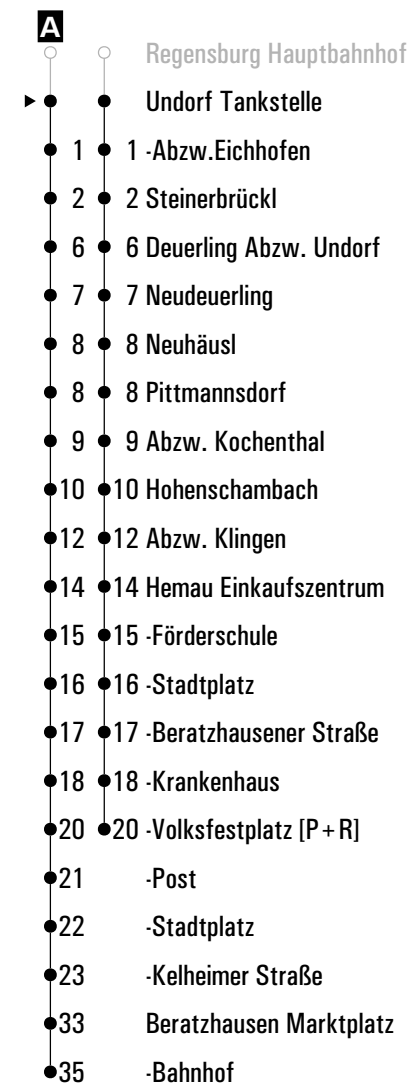 A
Regensburg Hauptbahnhof
Undorf Tankstelle
1 1 -Abzw.Eichhofen
2 2 Steinerbrückl
6 6 Deuerling Abzw. Undorf
7 7 Neudeuerling
8 8 Neuhäusl
8 8 Pittmannsdorf
9 9 Abzw. Kochenthal
10 10 Hohenschambach
12 12 Abzw. Klingen
14 14 Hemau Einkaufszentrum
15 15 -Förderschule
16 16 -Stadtplatz
17 17 -Beratzhausener Straße
18 18 -Krankenhaus
20 20 -Volksfestplatz [P+R]
21 -Post
22 -Stadtplatz
23 -Kelheimer Straße
33 Beratzhausen Marktplatz
35 -Bahnhof